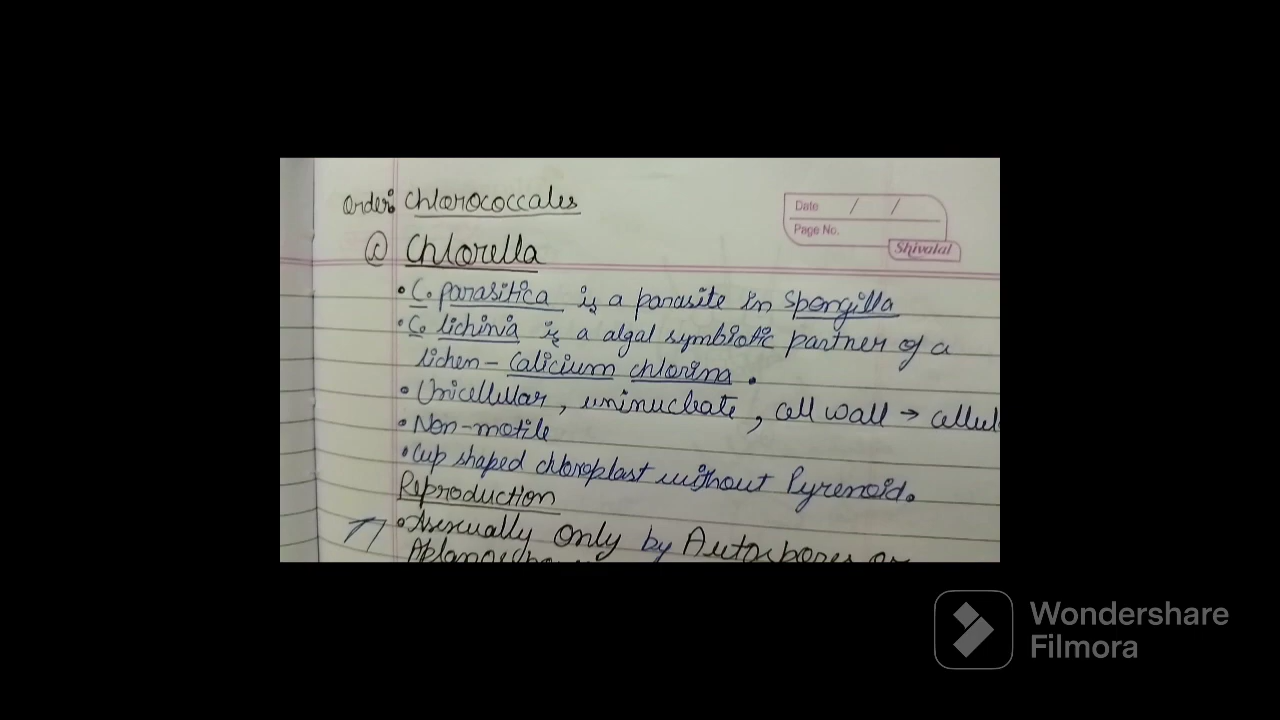 Order: Chlorococcales
Date / /
Page No.
Shivalal
① Chlorella
• C. parasitica is a parasite in Spongilla
• C. lichinia is a algal symbiotic partner of a
lichen – Calicium chlorina.
• Unicellular, uninucleate, cell wall → cellul
• Non-motile
• Cup shaped chloroplast without Pyrenoid.
Reproduction
• Asexually only by Autospores or
Wondershare
Filmora